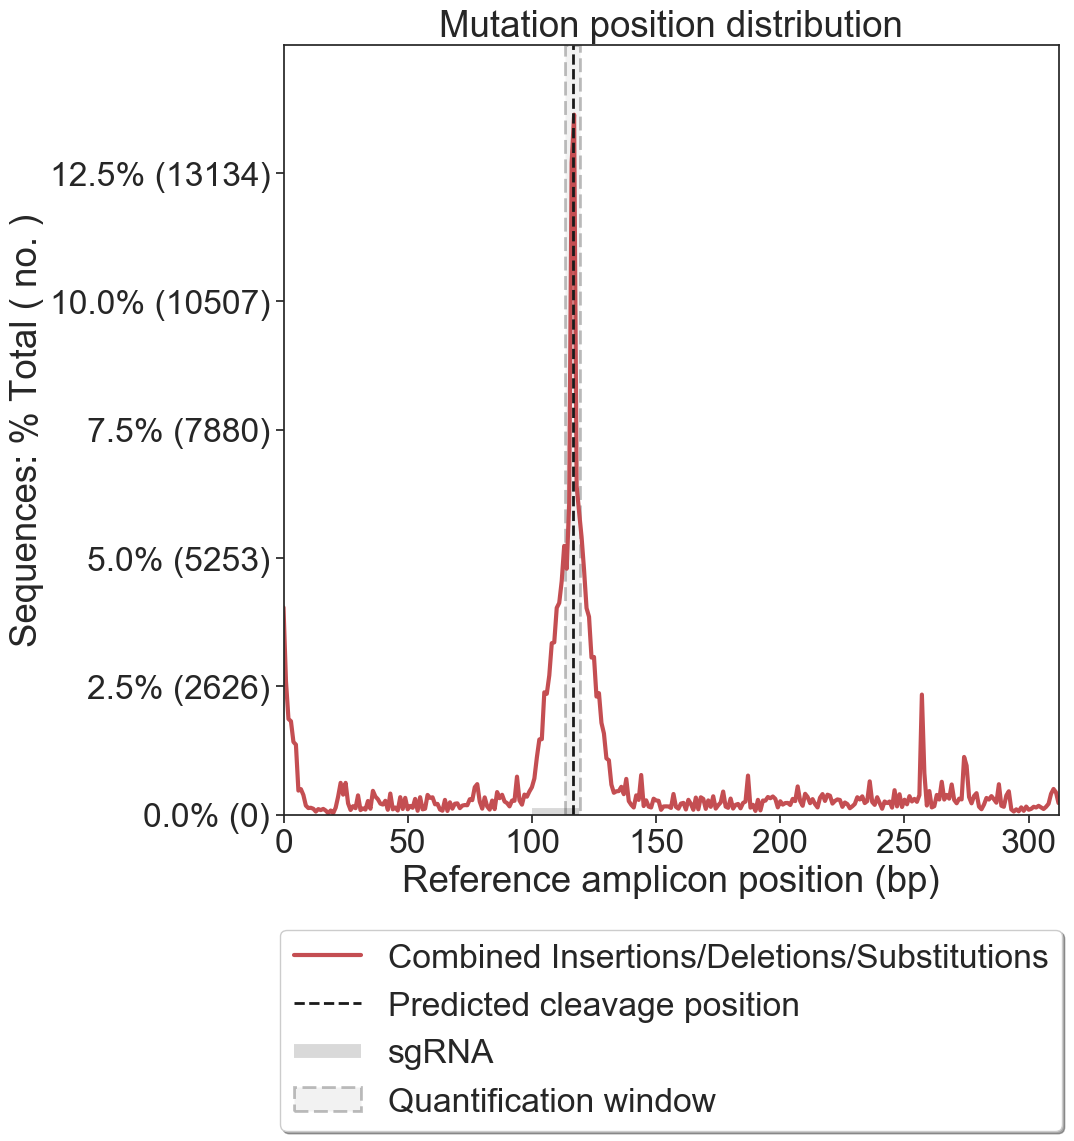 Mutation position distribution
Sequences: % Total ( no. )
12.5% (13134)
10.0% (10507)
7.5% (7880)
5.0% (5253)
2.5% (2626)
0.0% (0)
0 50 100 150 200 250 300
Reference amplicon position (bp)
Combined Insertions/Deletions/Substitutions
Predicted cleavage position
sgRNA
Quantification window